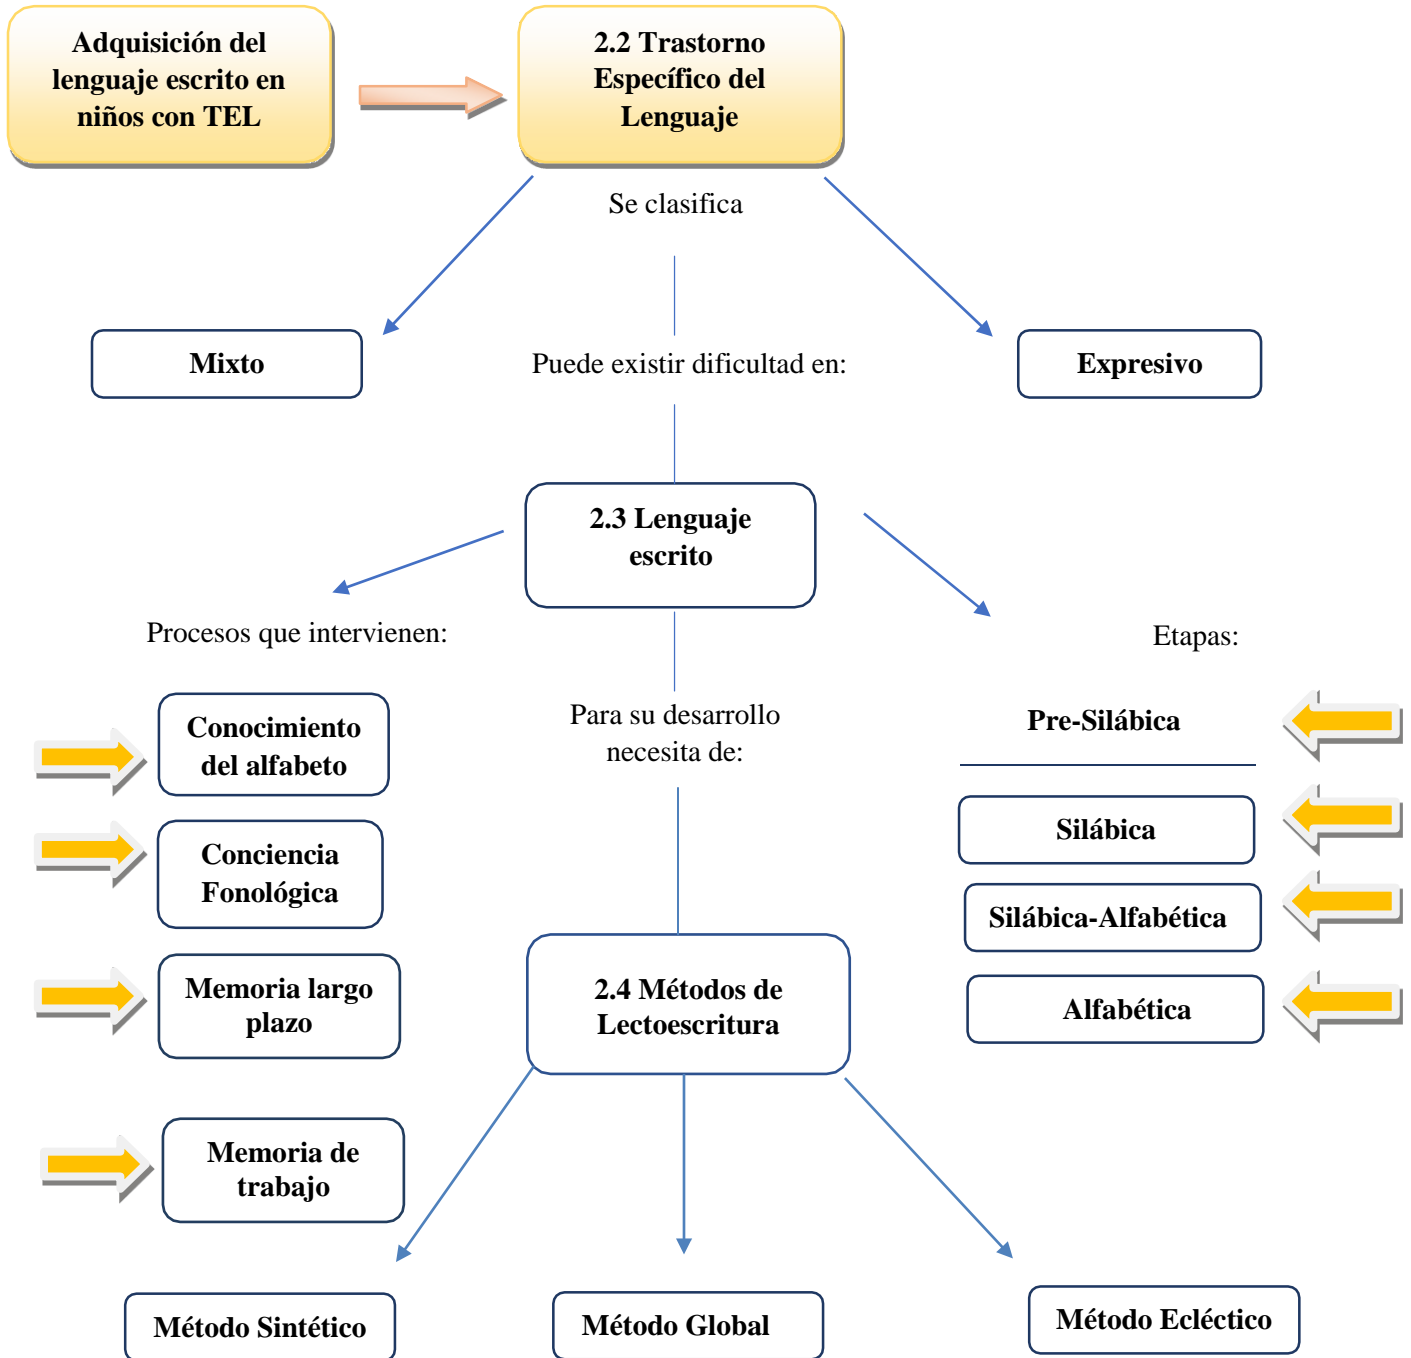 Adquisición del
lenguaje escrito en
niños con TEL
2.2 Trastorno
Específico del
Lenguaje
Se clasifica
Mixto
Puede existir dificultad en:
Expresivo
2.3 Lenguaje
escrito
Procesos que intervienen:
Etapas:
Conocimiento
del alfabeto
Conciencia
Fonológica
Memoria largo
plazo
Memoria de
trabajo
Para su desarrollo
necesita de:
Pre-Silábica
Silábica
Silábica-Alfabética
Alfabética
2.4 Métodos de
Lectoescritura
Método Sintético
Método Global
Método Ecléctico